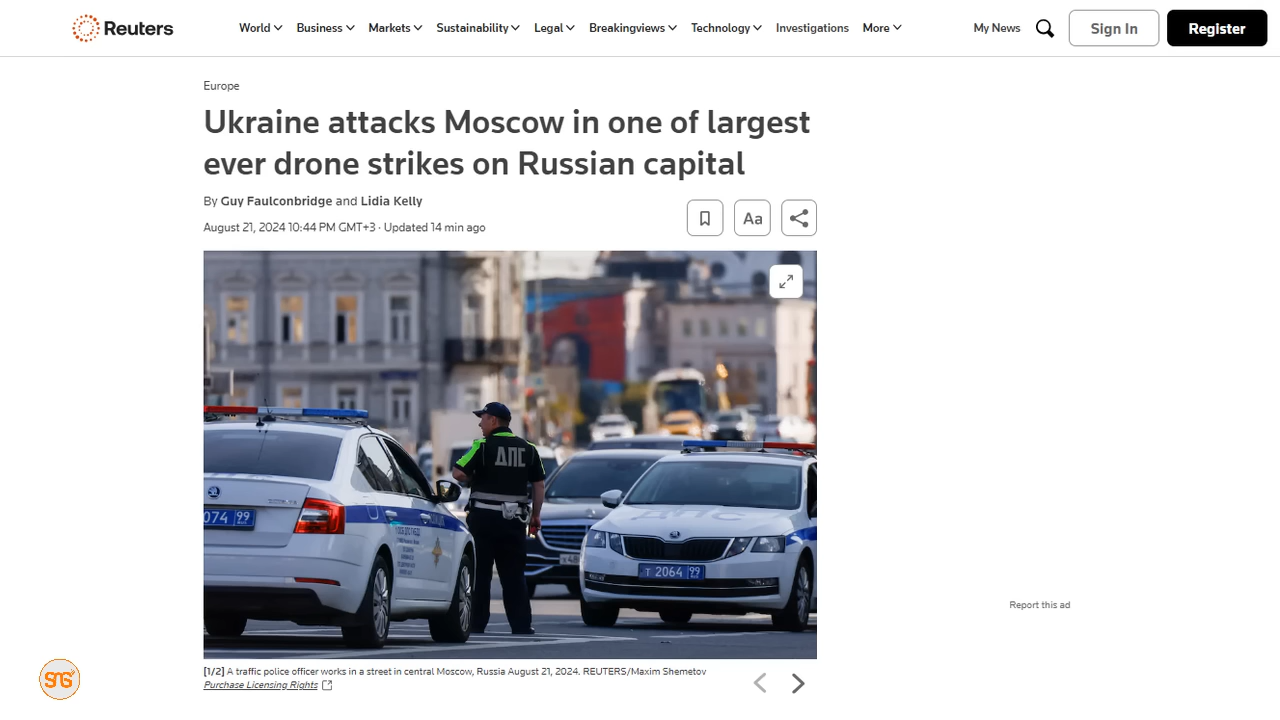 Reuters
World Business Markets Sustainability Legal Breakingviews Technology Investigations More
My News Sign In Register
Europe
Ukraine attacks Moscow in one of largest
ever drone strikes on Russian capital
By Guy Faulconbridge and Lidia Kelly
August 21, 2024 10:44 PM GMT+3 · Updated 14 min ago
Aa
ДПС
074 99
Т 2064 99
Report this ad
[1/2] A traffic police officer works in a street in central Moscow, Russia August 21, 2024. REUTERS/Maxim Shemetov
Purchase Licensing Rights
SNG